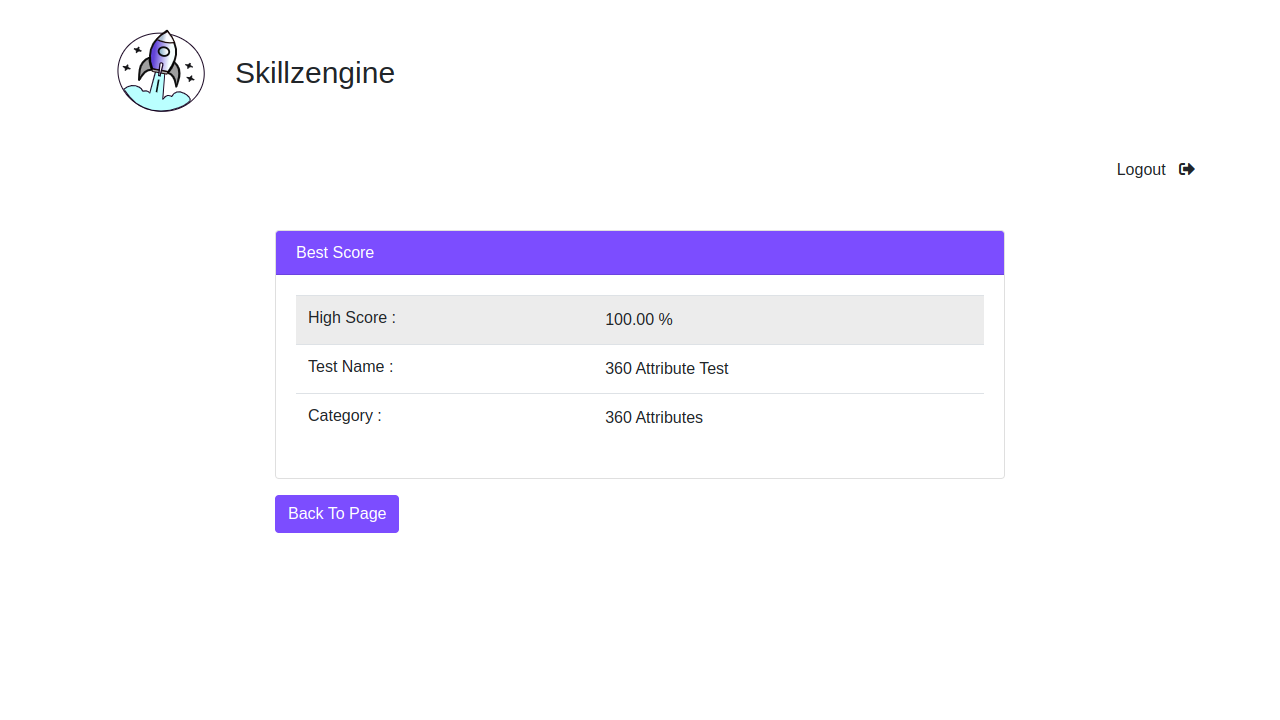 Skillzengine
Logout
Best Score
High Score : 100.00 %
Test Name : 360 Attribute Test
Category : 360 Attributes
Back To Page